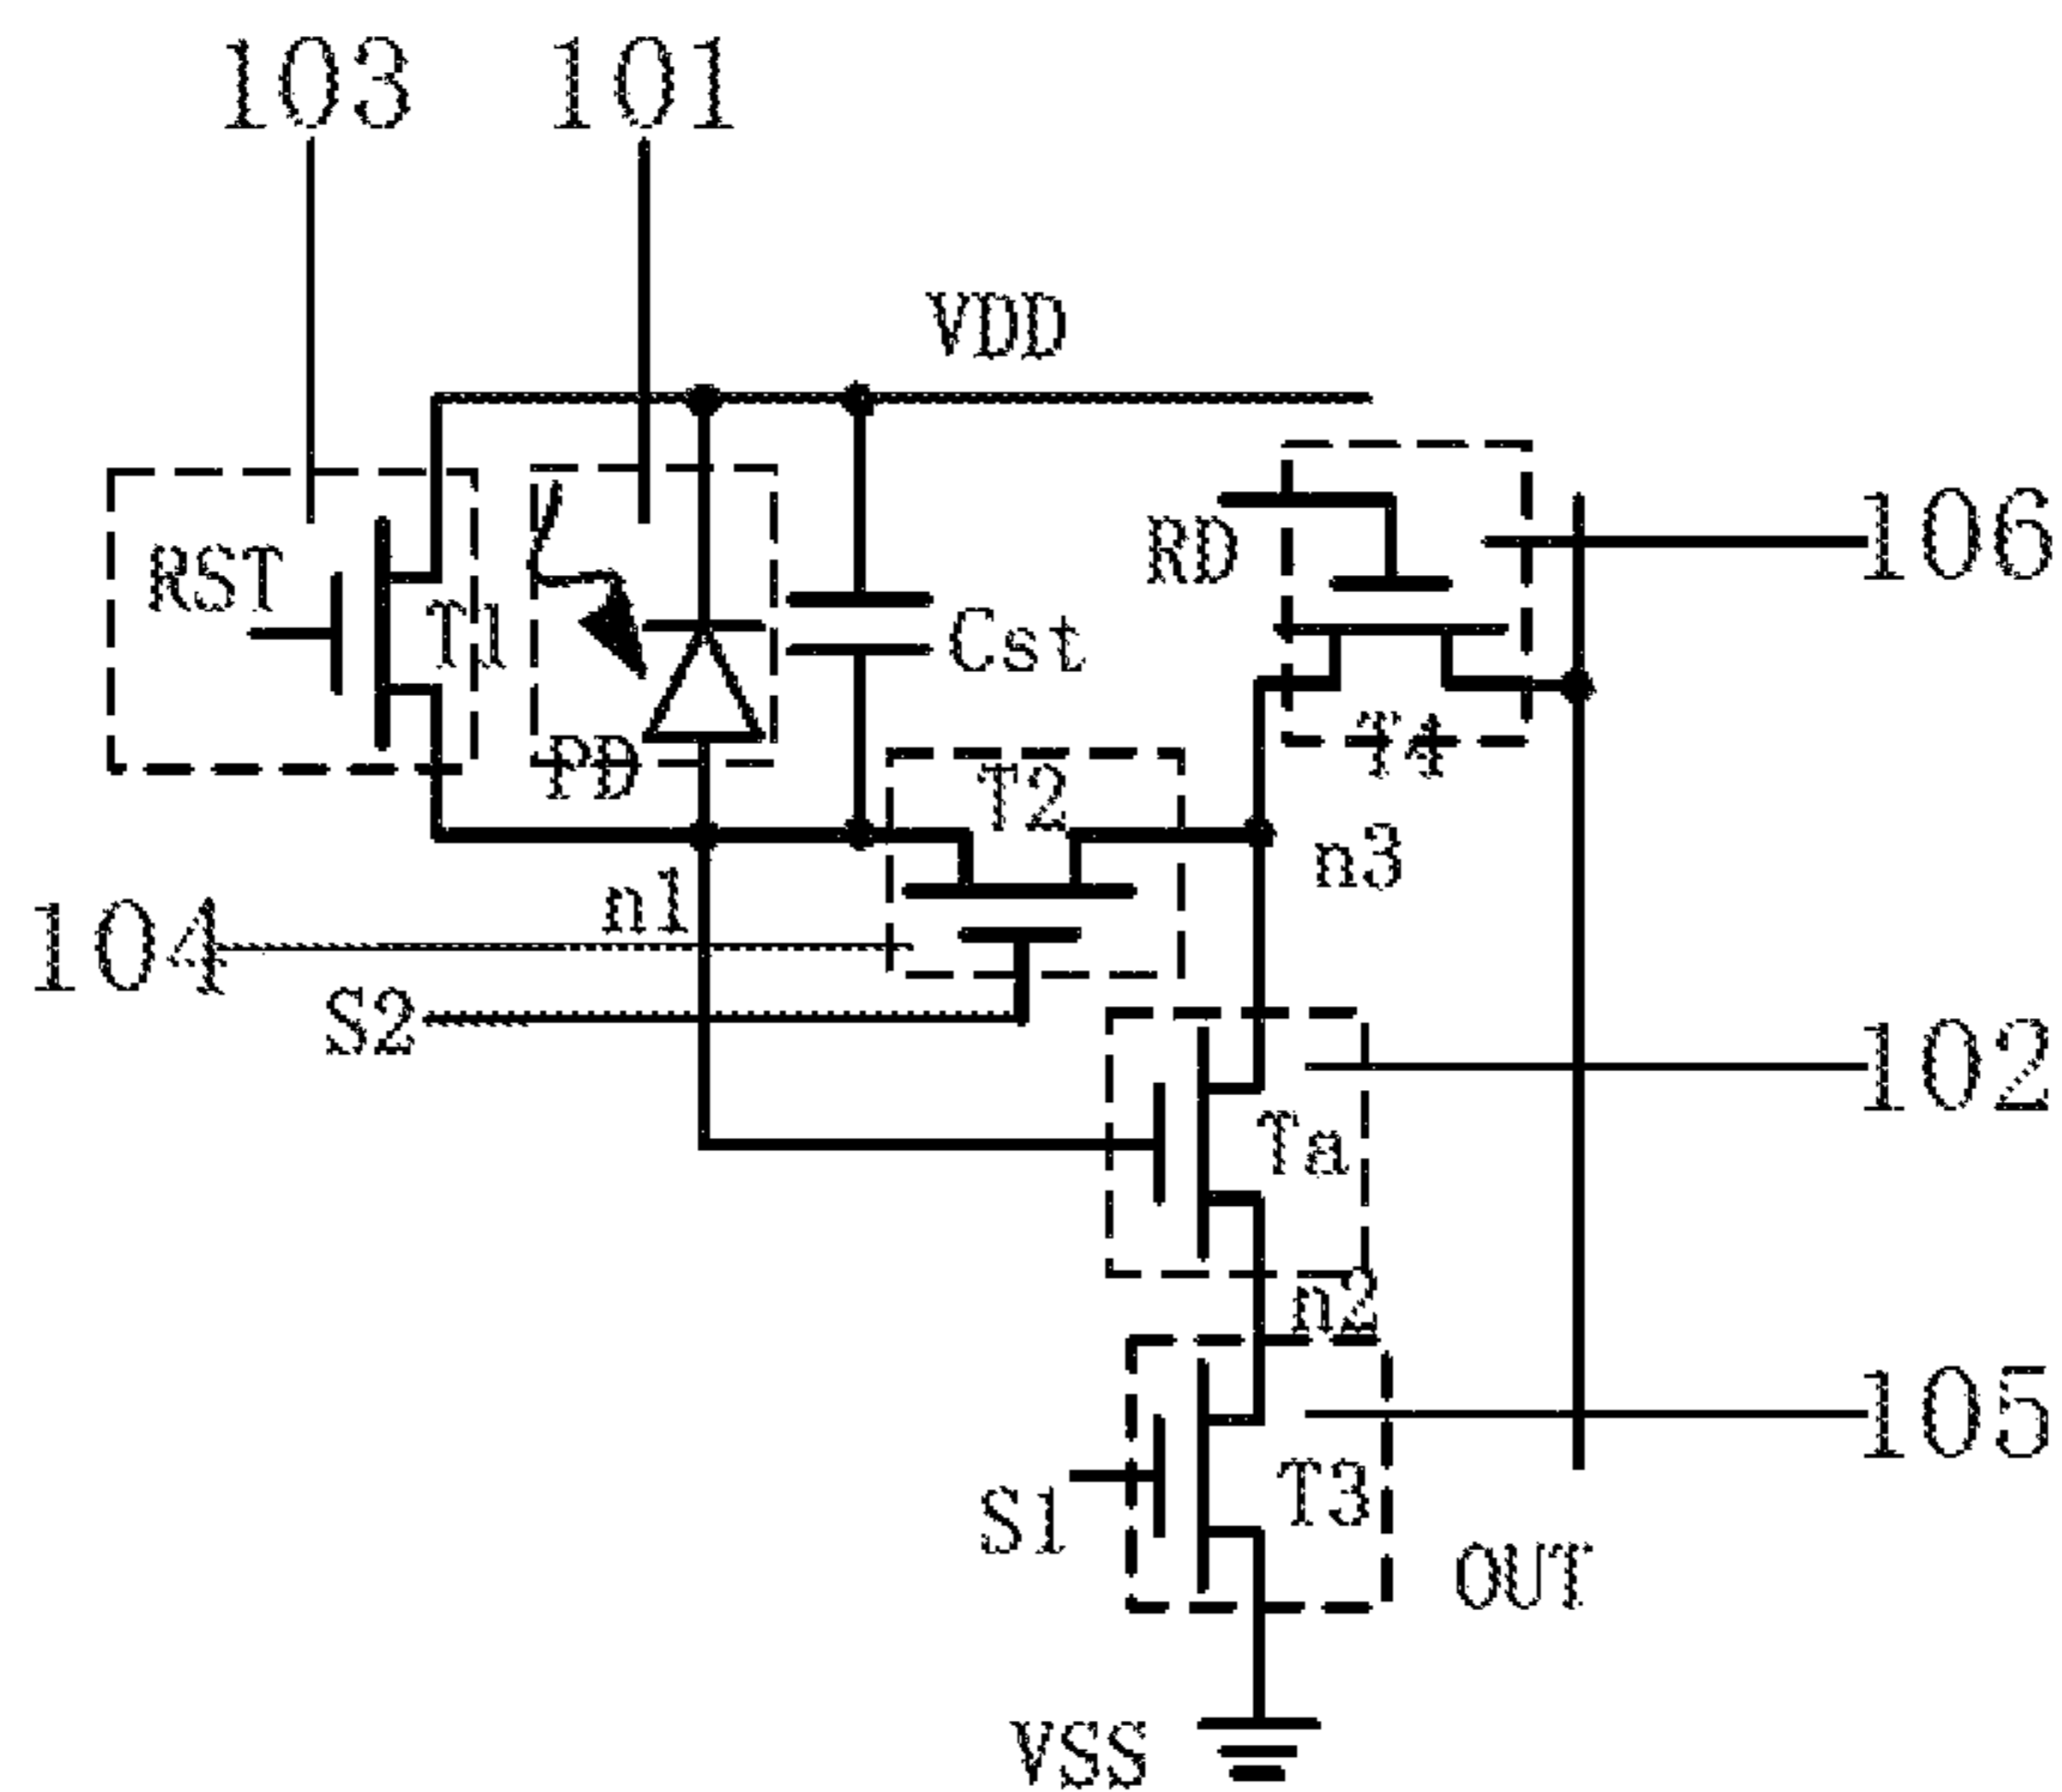 103 101
VDD
RST T1 RD 106
Cst
PD T2 T4
n1 n3
104
S2 102
Ta
n2
105
S1 T3 OUT
VSS